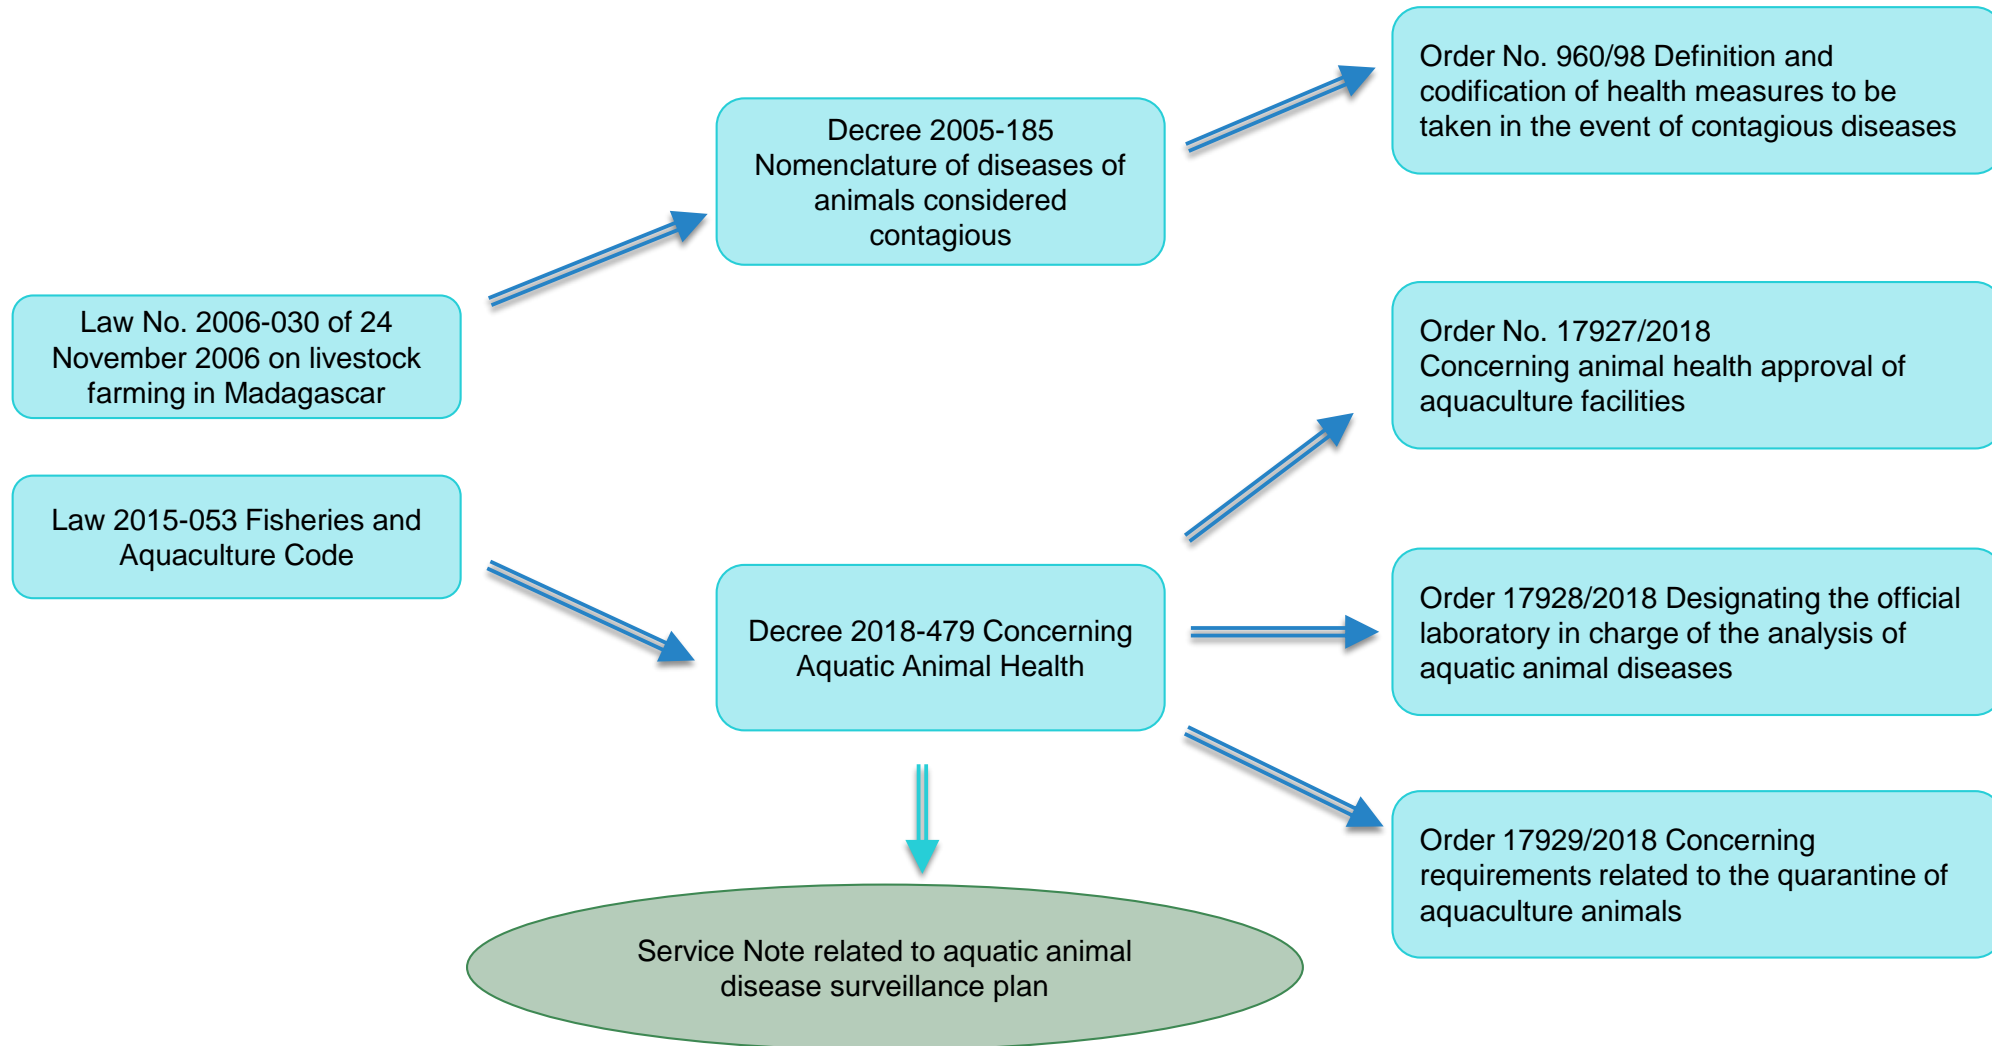 Law No. 2006-030 of 24
November 2006 on livestock
farming in Madagascar
Law 2015-053 Fisheries and
Aquaculture Code
Decree 2005-185
Nomenclature of diseases of
animals considered
contagious
Decree 2018-479 Concerning
Aquatic Animal Health
Service Note related to aquatic animal
disease surveillance plan
Order No. 960/98 Definition and
codification of health measures to be
taken in the event of contagious diseases
Order No. 17927/2018
Concerning animal health approval of
aquaculture facilities
Order 17928/2018 Designating the official
laboratory in charge of the analysis of
aquatic animal diseases
Order 17929/2018 Concerning
requirements related to the quarantine of
aquaculture animals